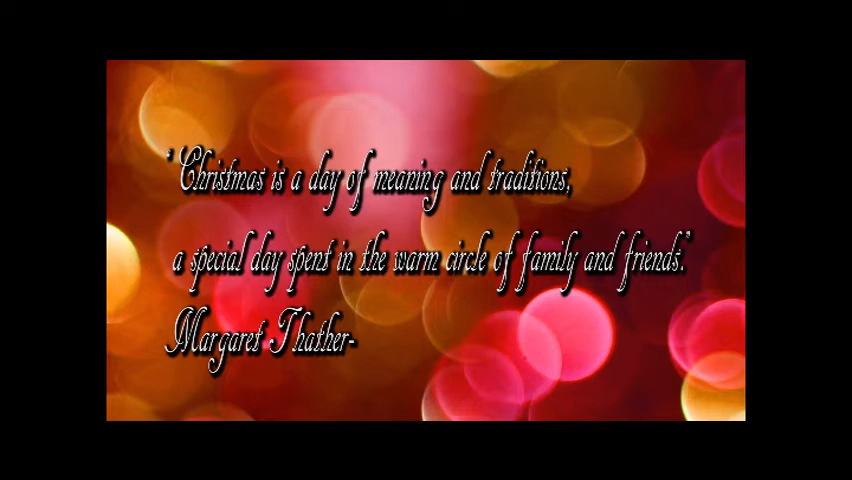 "Christmas is a day of meaning and traditions,
a special day spent in the warm circle of family and friends."
Margaret Thather-